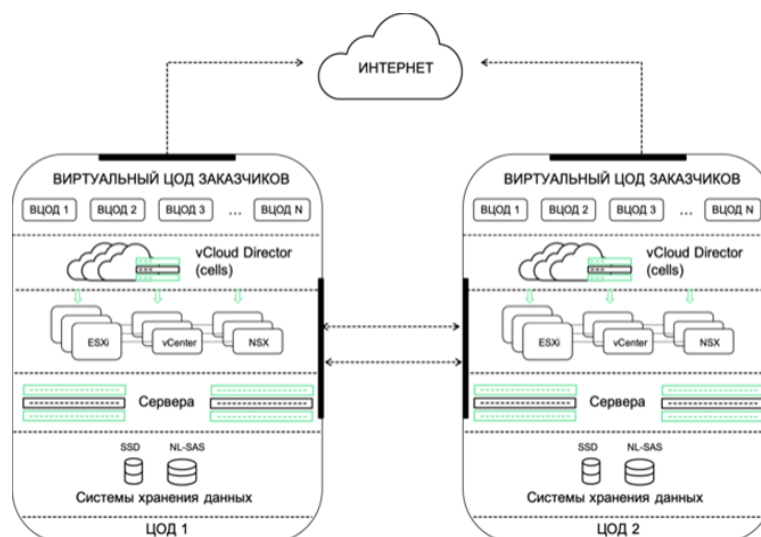 ИНТЕРНЕТ
ВИРТУАЛЬНЫЙ ЦОД ЗАКАЗЧИКОВ
ВЦОД 1 ВЦОД 2 ВЦОД 3 ... ВЦОД N
vCloud Director
(cells)
ESXi vCenter NSX
Сервера
SSD NL-SAS
Системы хранения данных
ЦОД 1
ВИРТУАЛЬНЫЙ ЦОД ЗАКАЗЧИКОВ
ВЦОД 1 ВЦОД 2 ВЦОД 3 ... ВЦОД N
vCloud Director
(cells)
ESXi vCenter NSX
Сервера
SSD NL-SAS
Системы хранения данных
ЦОД 2